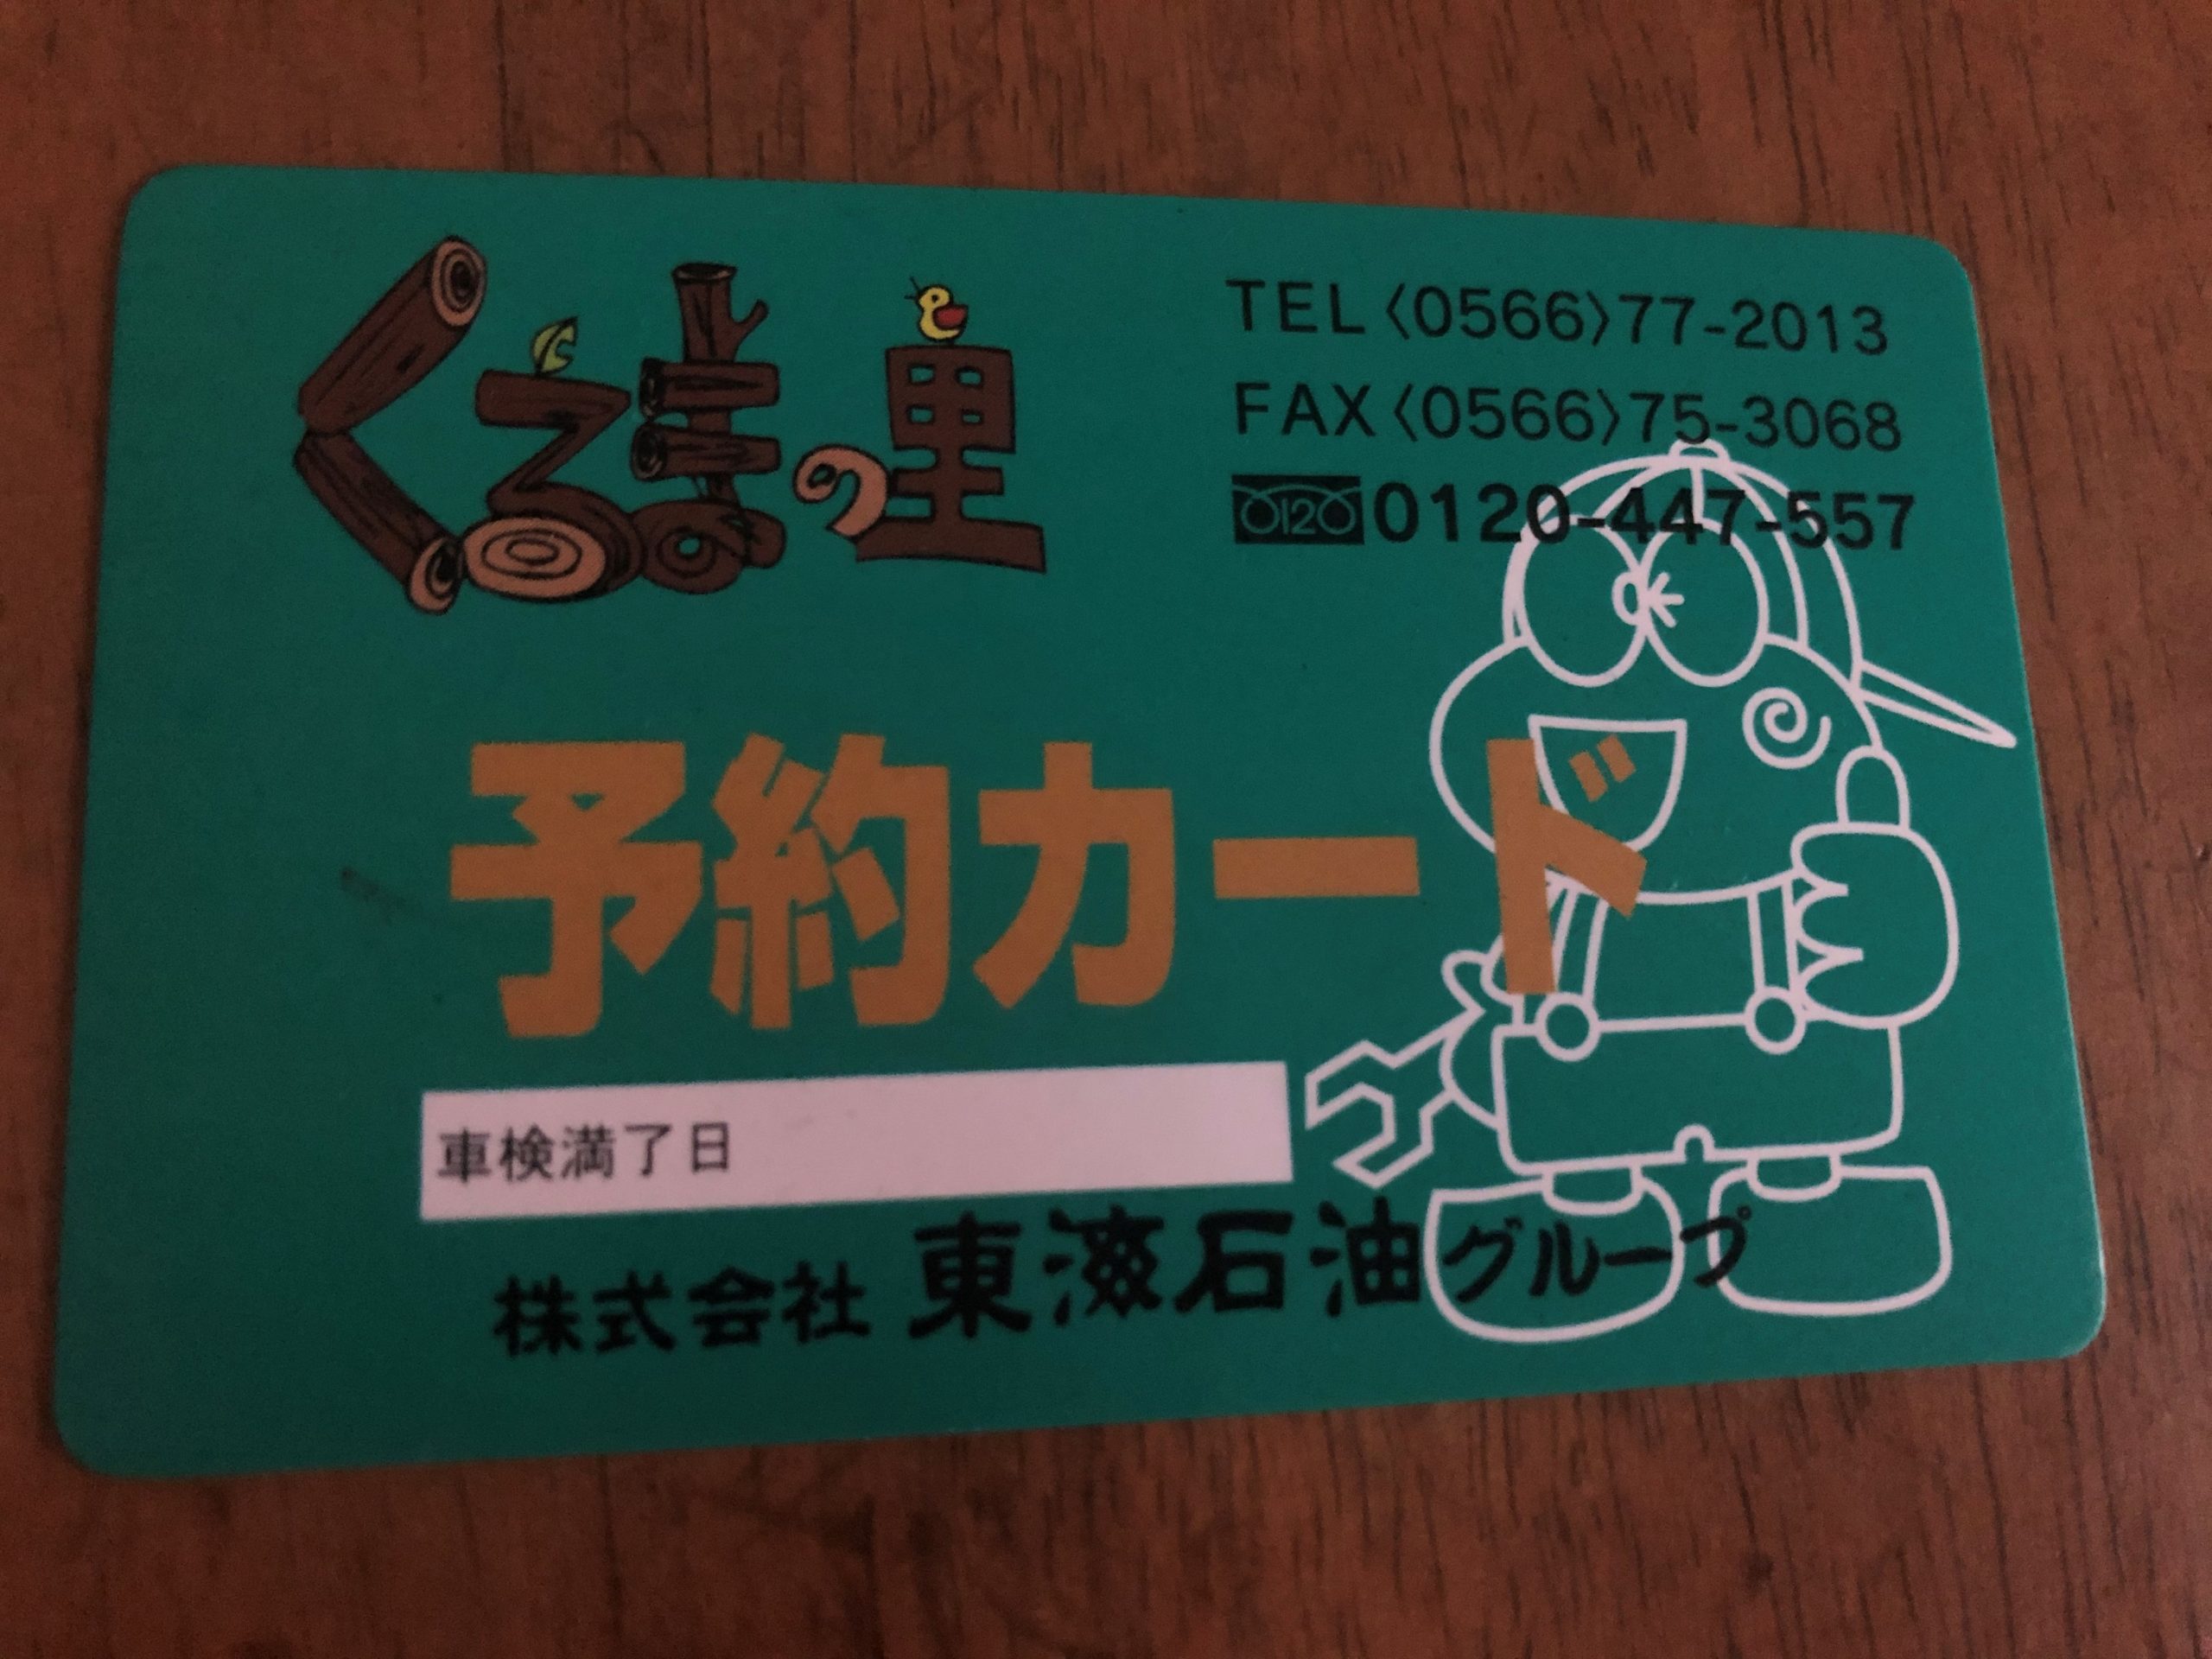 くるまの里
TEL〈0566〉77-2013
FAX〈0566〉75-3068
0120 0120-447-557
予約カード
車検満了日
株式会社 東海石油グループ